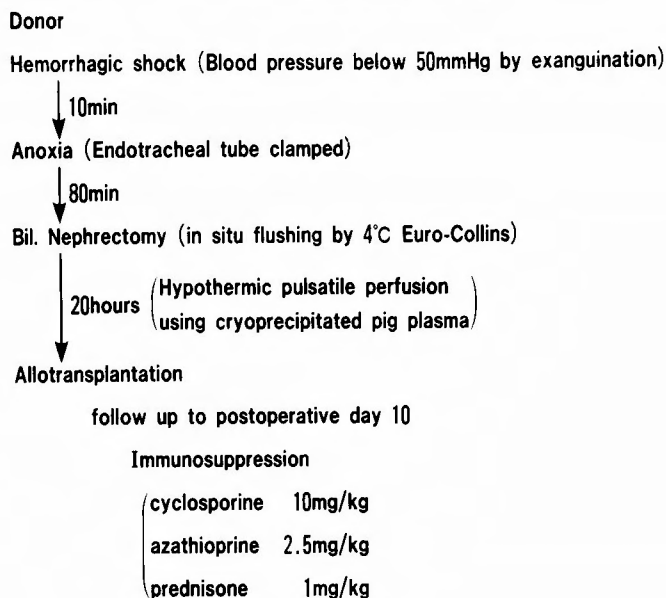 Donor
Hemorrhagic shock (Blood pressure below 50mmHg by exanguination)
10min
Anoxia (Endotracheal tube clamped)
80min
Bil. Nephrectomy (in situ flushing by 4℃ Euro-Collins)
20hours (Hypothermic pulsatile perfusion
using cryoprecipitated pig plasma)
Allotransplantation
follow up to postoperative day 10
Immunosuppression
cyclosporine 10mg/kg
azathioprine 2.5mg/kg
prednisone 1mg/kg